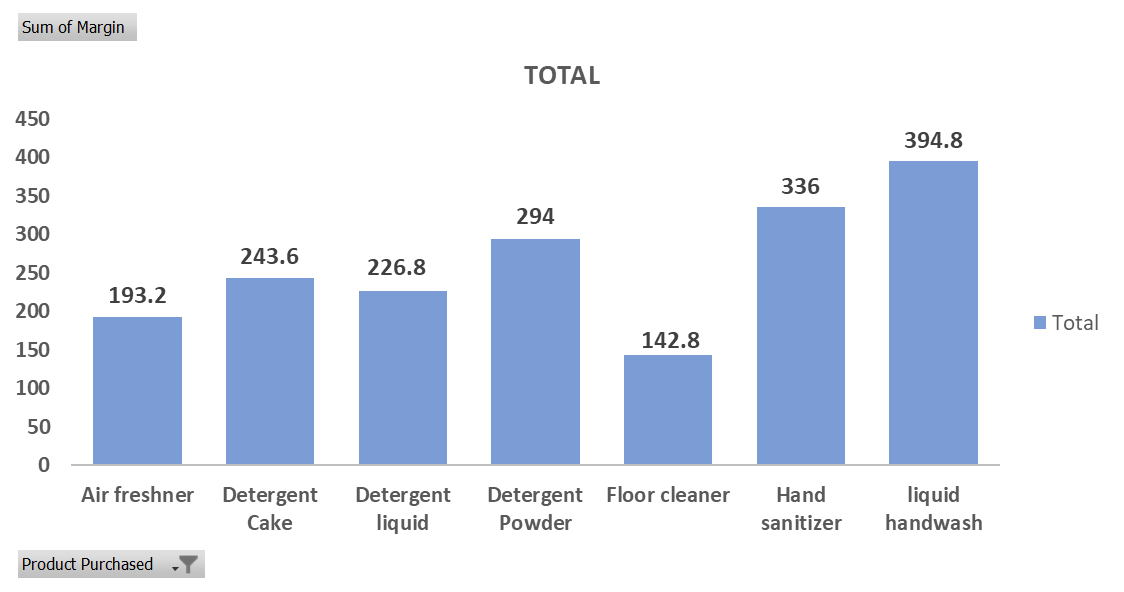 Sum of Margin
TOTAL
450
400
350
300
250
200
150
100
50
0
193.2
243.6
226.8
294
142.8
336
394.8
Air freshner
Detergent
Cake
Detergent
liquid
Detergent
Powder
Floor cleaner
Hand
sanitizer
liquid
handwash
Total
Product Purchased